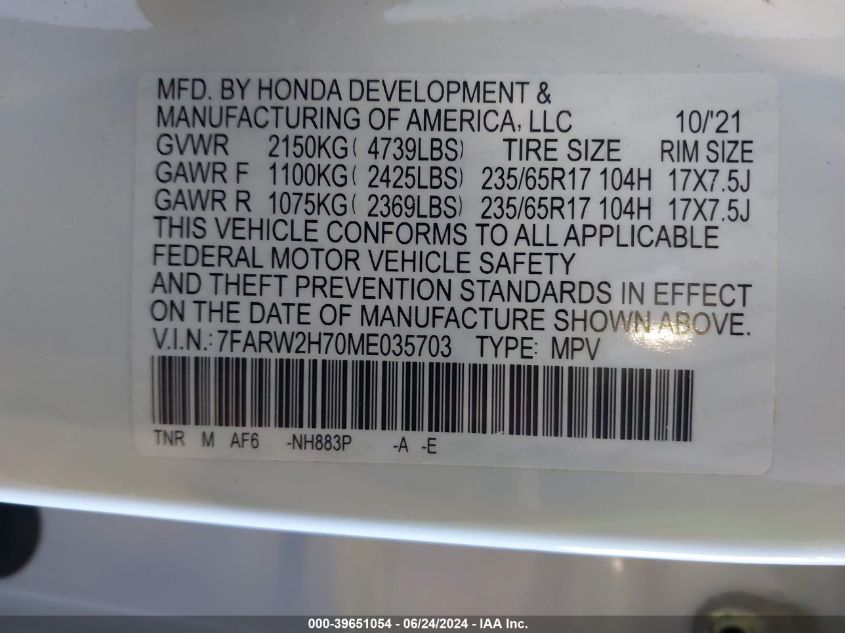 MFD. BY HONDA DEVELOPMENT &
MANUFACTURING OF AMERICA, LLC 10/'21
GVWR 2150KG( 4739LBS) TIRE SIZE RIM SIZE
GAWR F 1100KG( 2425LBS) 235/65R17 104H 17X7.5J
GAWR R 1075KG( 2369LBS) 235/65R17 104H 17X7.5J
THIS VEHICLE CONFORMS TO ALL APPLICABLE
FEDERAL MOTOR VEHICLE SAFETY
AND THEFT PREVENTION STANDARDS IN EFFECT
ON THE DATE OF MANUFACTURE SHOWN ABOVE.
V.I.N.: 7FARW2H70ME035703 TYPE: MPV
TNR M AF6 -NH883P -A -E
000-39651054 - 06/24/2024 - IAA Inc.